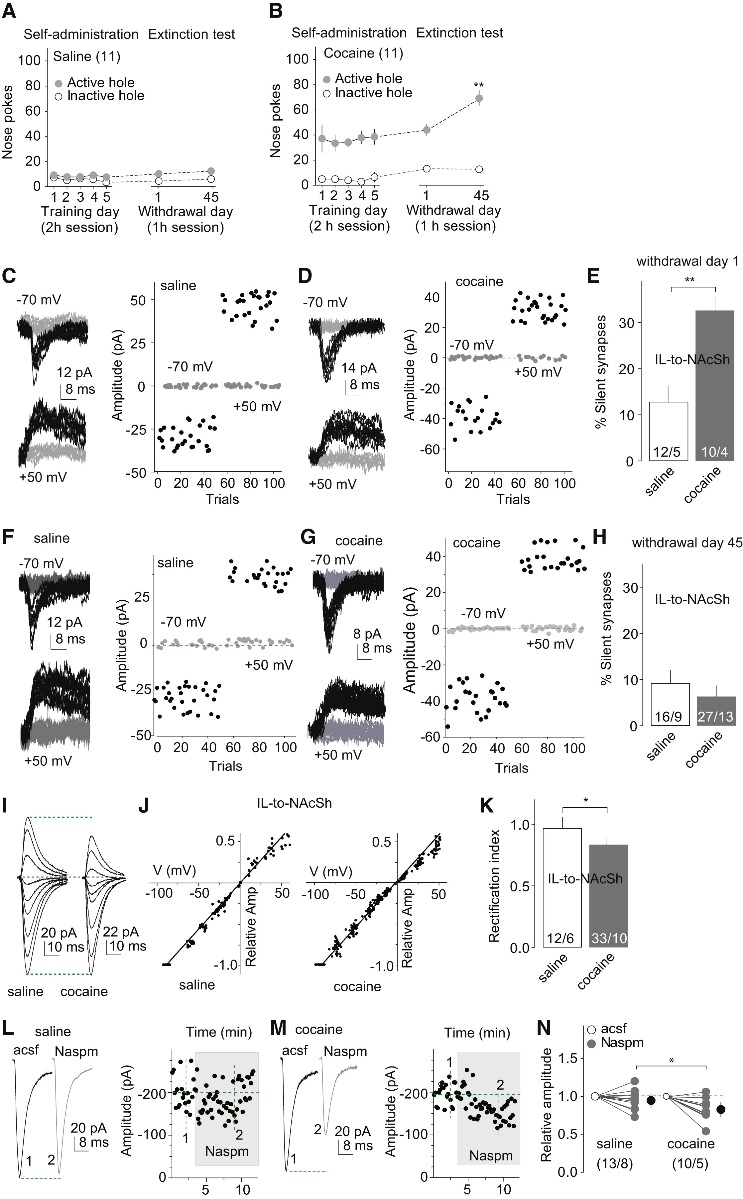 A
Self-administration Extinction test
Saline (11)
Active hole
Inactive hole
Nose pokes
100
80
60
40
20
0
1 2 3 4 5 1 45
Training day Withdrawal day
(2h session) (1h session)
B
Self-administration Extinction test
Cocaine (11)
Active hole
Inactive hole
**
Nose pokes
100
80
60
40
20
0
1 2 3 4 5 1 45
Training day Withdrawal day
(2 h session) (1 h session)
C
-70 mV
12 pA
8 ms
+50 mV
saline
Amplitude (pA)
50
25
0
-25
-50
-70 mV
+50 mV
0 20 40 60 80 100
Trials
D
-70 mV
14 pA
8 ms
+50 mV
cocaine
Amplitude (pA)
40
20
0
-20
-40
-60
-70 mV
+50 mV
0 20 40 60 80 100
Trials
E
withdrawal day 1
**
% Silent synapses
30
20
10
0
IL-to-NAcSh
12/5 10/4
saline
cocaine
F
saline
-70 mV
12 pA
8 ms
+50 mV
saline
Amplitude (pA)
25
0
-25
-50
-70 mV
+50 mV
0 20 40 60 80 100
Trials
G
cocaine
-70 mV
8 pA
8 ms
+50 mV
cocaine
Amplitude (pA)
40
20
0
-20
-40
-60
-70 mV
+50 mV
0 20 40 60 80 100
Trials
H
withdrawal day 45
% Silent synapses
30
20
10
0
IL-to-NAcSh
16/9 27/13
saline
cocaine
I
20 pA
10 ms
22 pA
10 ms
saline cocaine
J
IL-to-NAcSh
0.5
V (mV)
-100 -50 50
Relative Amp
-1.0
saline
0.5
V (mV)
-100 -50 50
Relative Amp
-1.0
cocaine
K
*
Rectification index
1.0
0.5
0.0
IL-to-NAcSh
12/6 33/10
saline
cocaine
L
saline
acsf Naspm
20 pA
8 ms
1 2
Time (min)
Amplitude (pA)
-200
-100
0
1 2
Naspm
5 10
M
cocaine
acsf Naspm
20 pA
8 ms
1 2
Time (min)
Amplitude (pA)
-200
-100
0
1 2
Naspm
5 10
N
acsf
Naspm
*
Relative amplitude
1.5
1.0
0.5
0.0
saline cocaine
(13/8) (10/5)